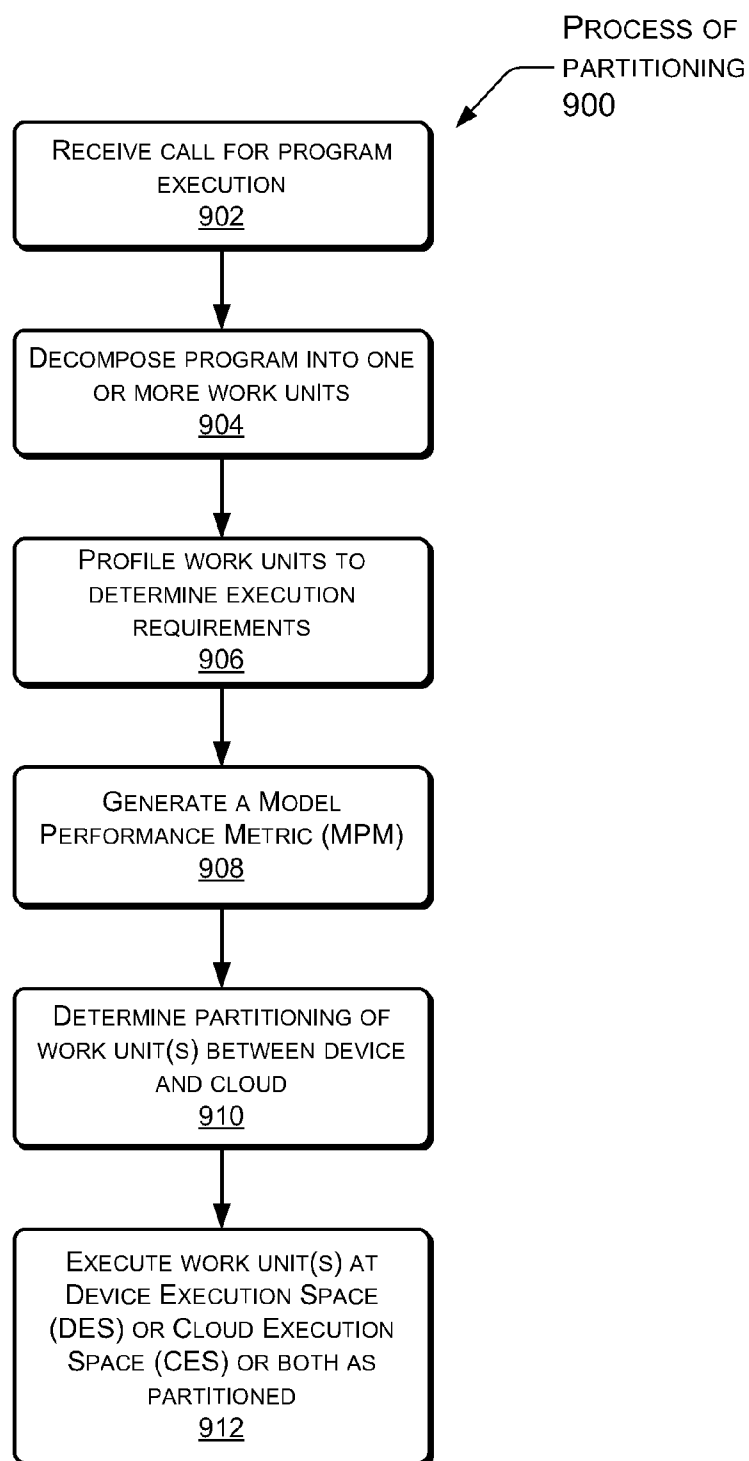 PROCESS OF
PARTITIONING
900
RECEIVE CALL FOR PROGRAM
EXECUTION
902
DECOMPOSE PROGRAM INTO ONE
OR MORE WORK UNITS
904
PROFILE WORK UNITS TO
DETERMINE EXECUTION
REQUIREMENTS
906
GENERATE A MODEL
PERFORMANCE METRIC (MPM)
908
DETERMINE PARTITIONING OF
WORK UNIT(S) BETWEEN DEVICE
AND CLOUD
910
EXECUTE WORK UNIT(S) AT
DEVICE EXECUTION SPACE
(DES) OR CLOUD EXECUTION
SPACE (CES) OR BOTH AS
PARTITIONED
912